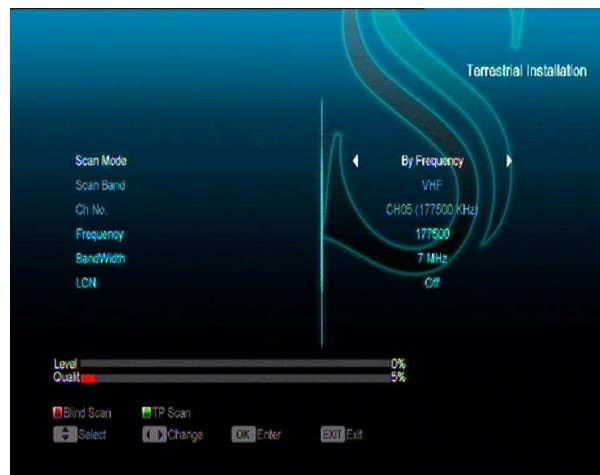 Terrestrial Installation
Scan Mode By Frequency
Scan Band VHF
Ch No. CH05 (177500 KHz)
Frequency 177500
BandWidth 7 MHz
LCN Off
Level 0%
Qualit 5%
Blind Scan TP Scan
Select Change OK Enter EXIT Exit